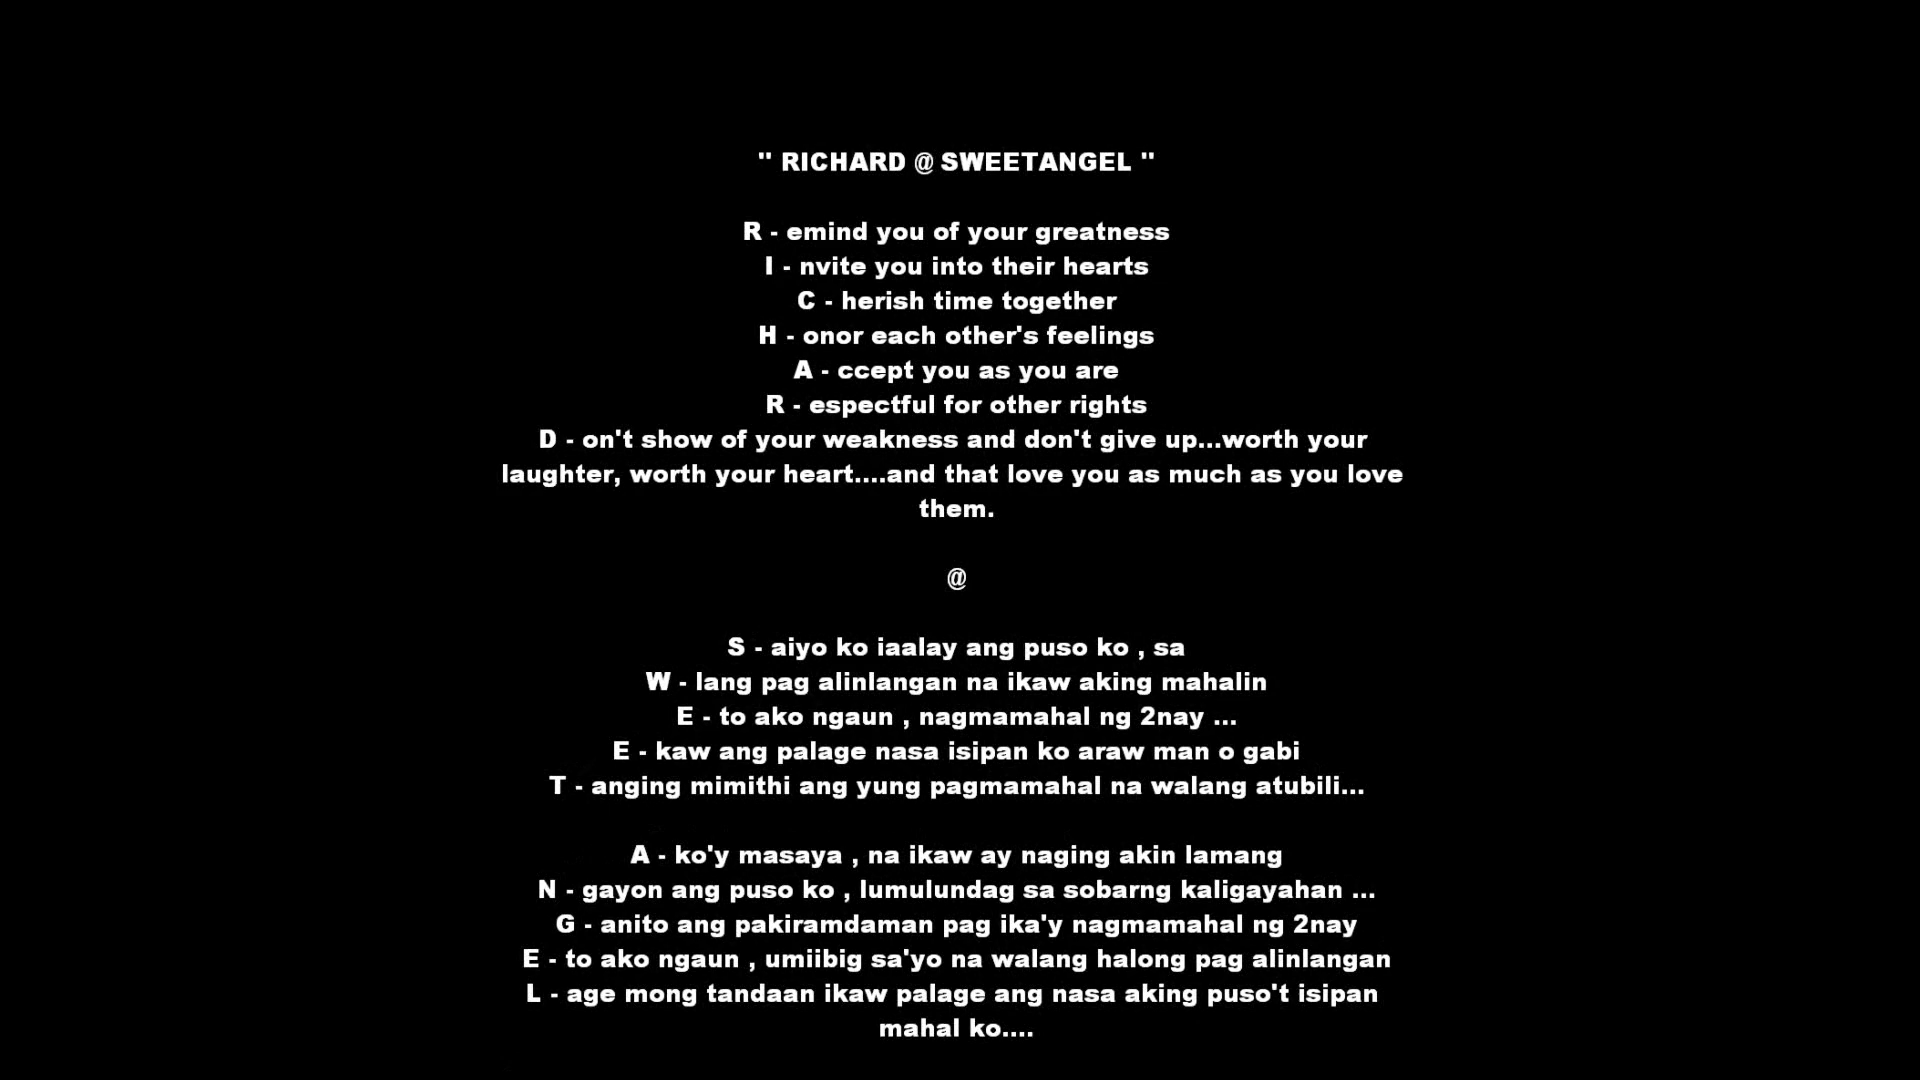 " RICHARD @ SWEETANGEL "
R - emind you of your greatness
I - nvite you into their hearts
C - herish time together
H - onor each other's feelings
A - ccept you as you are
R - espectful for other rights
D - on't show of your weakness and don't give up...worth your
laughter, worth your heart....and that love you as much as you love
them.
@
S - aiyo ko iaalay ang puso ko , sa
W - lang pag alinlangan na ikaw aking mahalin
E - to ako ngaun , nagmamahal ng 2nay ...
E - kaw ang palage nasa isipan ko araw man o gabi
T - anging mimithi ang yung pagmamahal na walang atubili...
A - ko'y masaya , na ikaw ay naging akin lamang
N - gayon ang puso ko , lumulundag sa sobarng kaligayahan ...
G - anito ang pakiramdaman pag ika'y nagmamahal ng 2nay
E - to ako ngaun , umiibig sa'yo na walang halong pag alinlangan
L - age mong tandaan ikaw palage ang nasa aking puso't isipan
mahal ko....